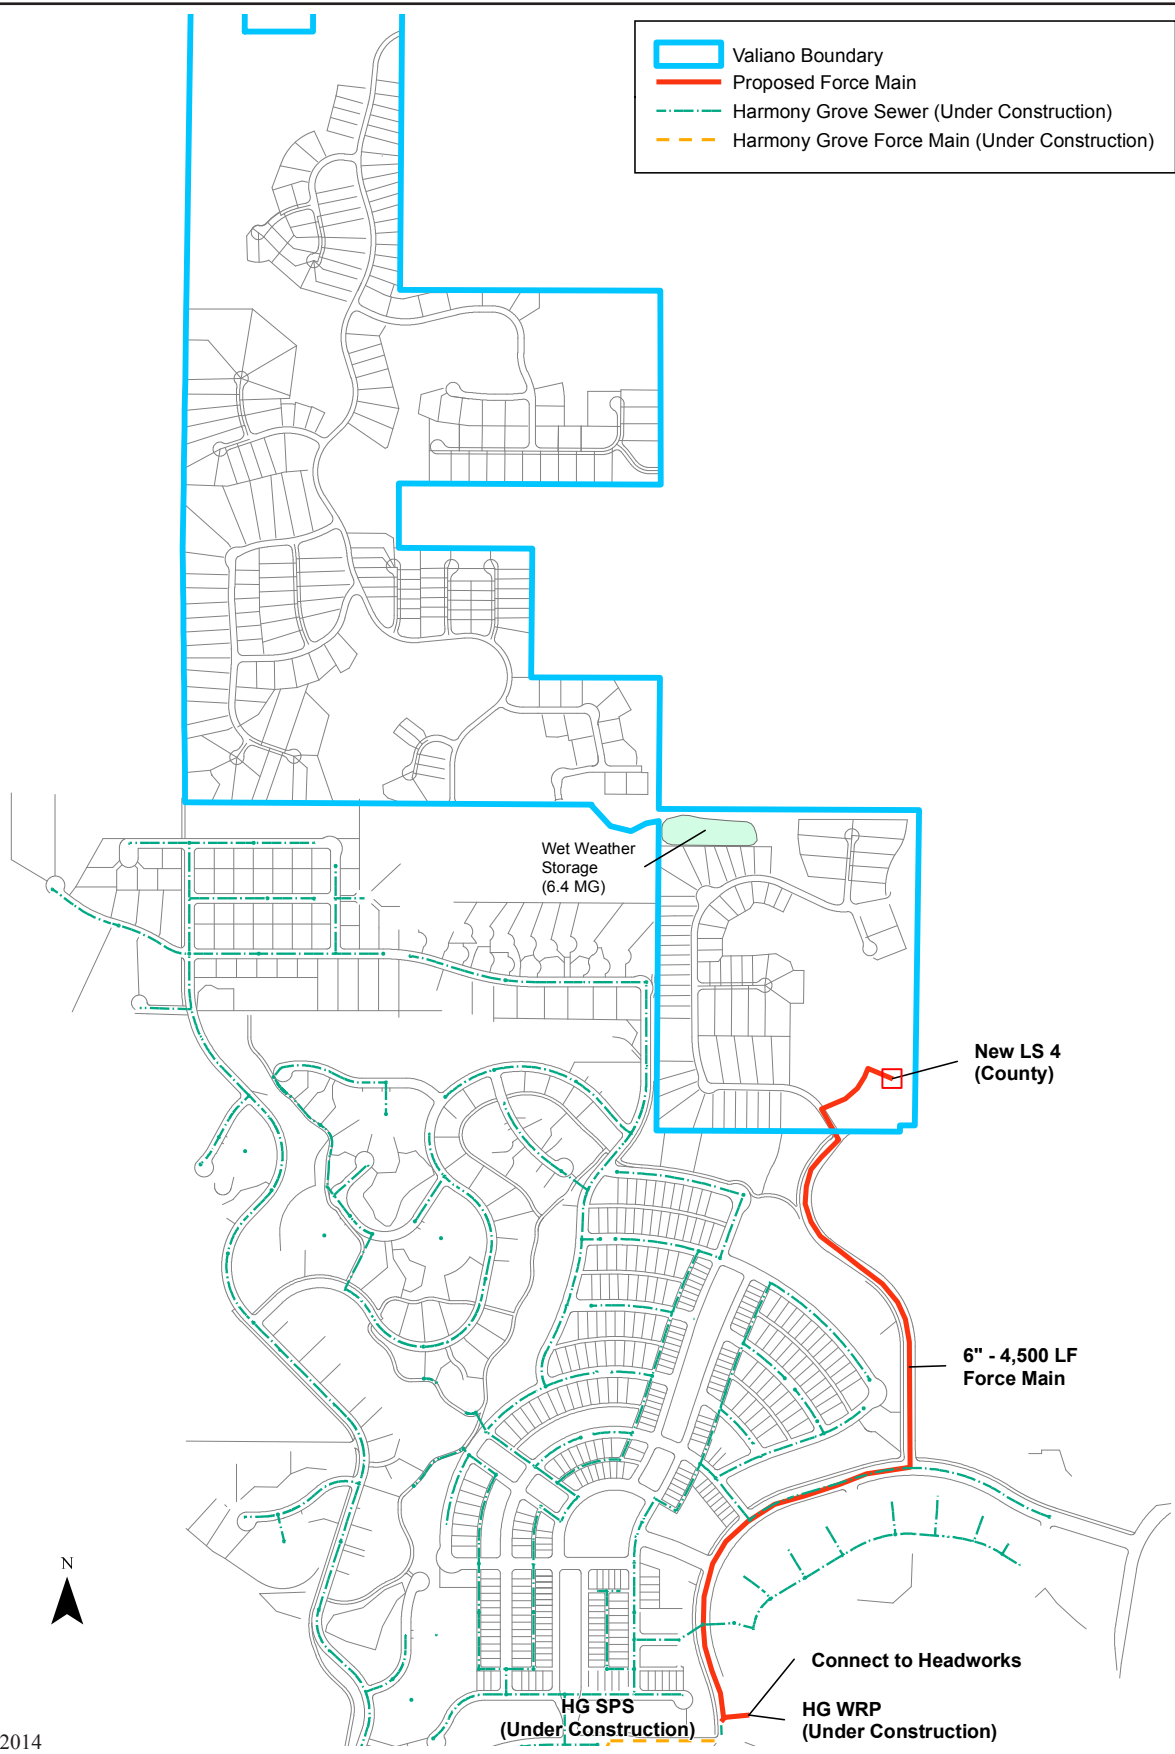 Valiano Boundary
Proposed Force Main
Harmony Grove Sewer (Under Construction)
Harmony Grove Force Main (Under Construction)
Wet Weather
Storage
(6.4 MG)
New LS 4
(County)
6" - 4,500 LF
Force Main
N
Connect to Headworks
HG SPS
(Under Construction)
HG WRP
(Under Construction)
2014